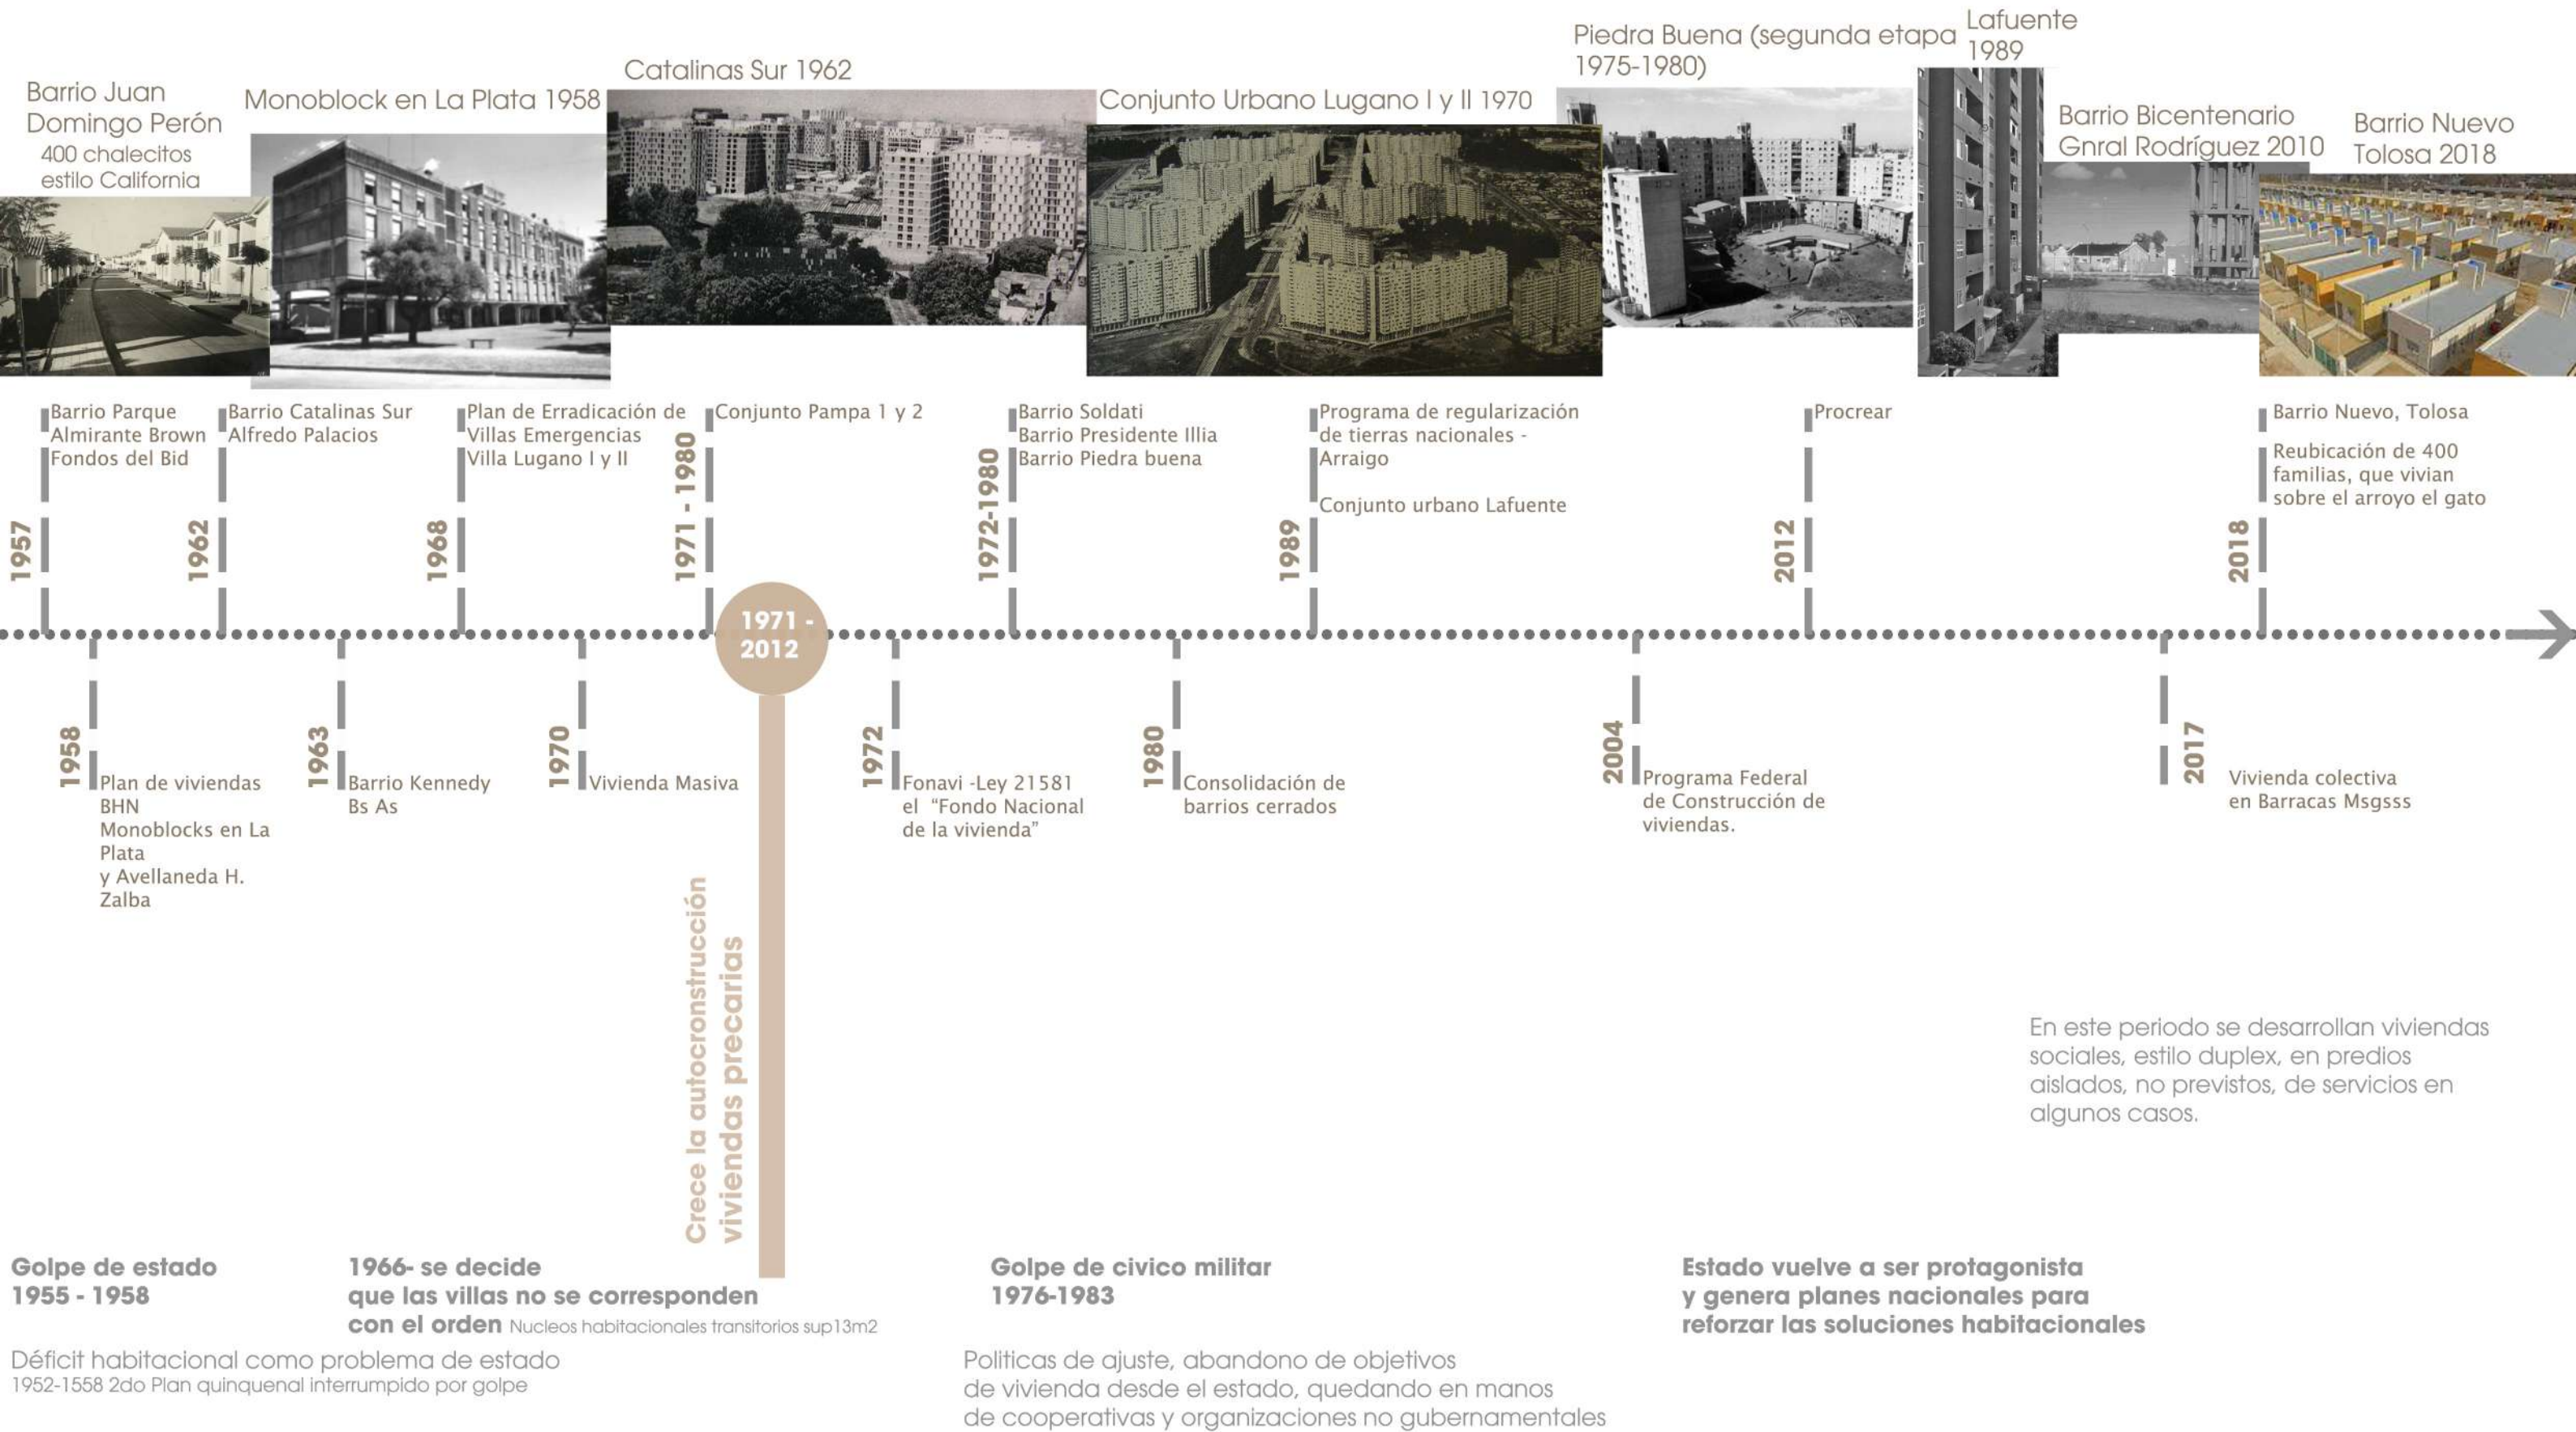 Barrio Juan
Domingo Perón
400 chalecitos
estilo California
Monoblock en La Plata 1958
Catalinas Sur 1962
Conjunto Urbano Lugano I y II 1970
Piedra Buena (segunda etapa
1975-1980)
Lafuente
1989
Barrio Bicentenario
Gnral Rodríguez 2010
Barrio Nuevo
Tolosa 2018
1957
Barrio Parque
Almirante Brown
Fondos del Bid
1962
Barrio Catalinas Sur
Alfredo Palacios
1968
Plan de Erradicación de
Villas Emergencias
Villa Lugano I y II
1971 - 1980
Conjunto Pampa 1 y 2
1972-1980
Barrio Soldati
Barrio Presidente Illia
Barrio Piedra buena
1989
Programa de regularización
de tierras nacionales -
Arraigo
Conjunto urbano Lafuente
2012
Procrear
2018
Barrio Nuevo, Tolosa
Reubicación de 400
familias, que vivian
sobre el arroyo el gato
1971 -
2012
1958
Plan de viviendas
BHN
Monoblocks en La
Plata
y Avellaneda H.
Zalba
1963
Barrio Kennedy
Bs As
1970
Vivienda Masiva
1972
Fonavi -Ley 21581
el “Fondo Nacional
de la vivienda”
1980
Consolidación de
barrios cerrados
2004
Programa Federal
de Construcción de
viviendas.
2017
Vivienda colectiva
en Barracas Msgsss
Crece la autocronstrucción
viviendas precarias
En este periodo se desarrollan viviendas
sociales, estilo duplex, en predios
aislados, no previstos, de servicios en
algunos casos.
Golpe de estado
1955 - 1958
1966- se decide
que las villas no se corresponden
con el orden Nucleos habitacionales transitorios sup13m2
Déficit habitacional como problema de estado
1952-1558 2do Plan quinquenal interrumpido por golpe
Golpe de civico militar
1976-1983
Politicas de ajuste, abandono de objetivos
de vivienda desde el estado, quedando en manos
de cooperativas y organizaciones no gubernamentales
Estado vuelve a ser protagonista
y genera planes nacionales para
reforzar las soluciones habitacionales